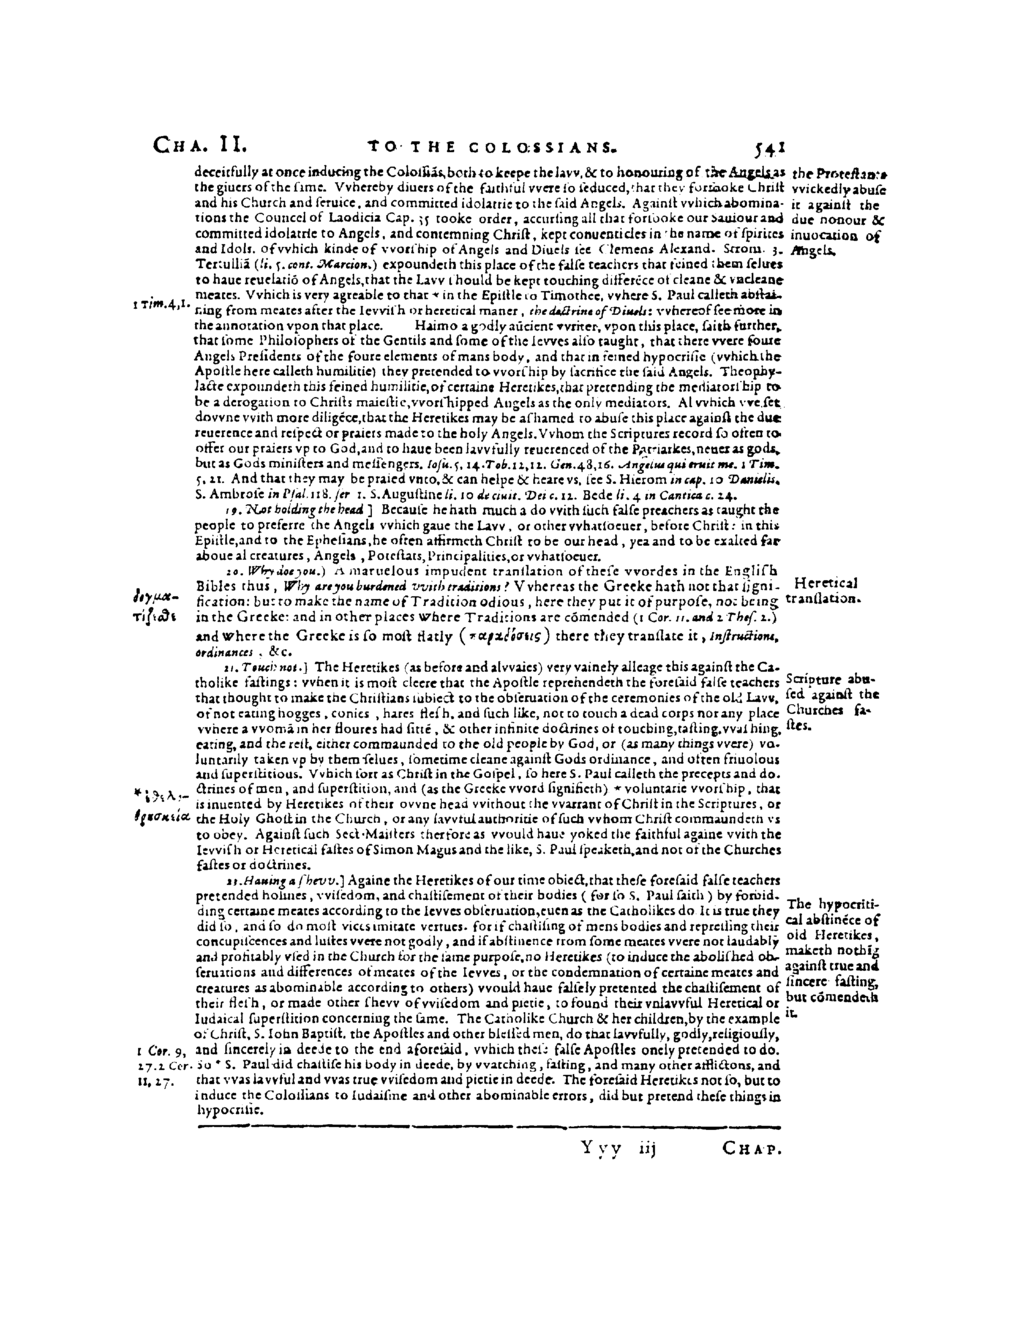 CHA. II. TO THE COLOSSIANS. 541
deceitfully at once inducing the Coloſſiãs, both to keepe the lavv, & to honouring of the Angels as
the giuers of the ſame. Vvhereby diuers of the faithful vvere ſo ſeduced, that they forſooke Chriſt
and his Church and ſeruice, and committed idolatrie to the ſaid Angels. Againſt vvhich abomina-
tions the Councel of Laodicia Cap. 35 tooke order, accurſing all that forſooke our Sauiour and
committed idolatrie to Angels, and contemning Chriſt, kept conuenticles in the name of ſpirites
and Idols. of vvhich kinde of vvorſhip of Angels and Diuels ſee Clemens Alexand. Strom. 3.
Tertulliã (li. 5. cont. Marcion.) expoundeth this place of the falſe teachers that feined them ſelues
to haue reuelatiõ of Angels, that the Lavv ſhould be kept touching differẽce of cleane & vncleane
meates. Vvhich is very agreable to that * in the Epiſtle to Timothee, vvhere S. Paul calleth abſtai-
ning from meates after the Ievviſh or heretical maner, the doctrine of Diuels: vvhereof ſee more in
the annotation vpon that place. Haimo a godly aũcient vvriter, vpon this place, ſaith further,
that ſome Philoſophers of the Gentils and ſome of the Ievves alſo taught, that there vvere foure
Angels Preſidents of the foure elements of mans body, and that in feined hypocriſie (vvhich the
Apoſtle here calleth humilitie) they pretended to vvorſhip by ſacrifice the ſaid Angels. Theophy-
lacte expoundeth this feined humilitie, of certaine Heretikes, that pretending the mediatorſhip to
be a derogation to Chriſts maieſtie, vvorſhipped Angels as the only mediators. Al vvhich vve ſet
dovvne vvith more diligẽce, that the Heretikes may be aſhamed to abuſe this place againſt the due
reuerence and reſpect or praiers made to the holy Angels. Vvhom the Scriptures record ſo often to
offer our praiers vp to God, and to haue been lavvfully reuerenced of the Patriarkes, neuer as gods,
but as Gods miniſters and meſſengers. Ioſu. 5, 14. Tob. 12, 12. Gen. 48, 16. Angelus qui eruit me. 1 Tim.
5, 21. And that they may be praied vnto, & can helpe & heare vs, ſee S. Hierom in cap. 10 Danielis,
S. Ambroſe in Pſal. 118. ſer 1. S. Auguſtine li. 10 de ciuit. Dei c. 12. Bede li. 4 in Cantica c. 24.
19. Not holding the head ] Becauſe he hath much a do vvith ſuch falſe preachers as taught the
people to preferre the Angels vvhich gaue the Lavv, or other vvhatſoeuer, before Chriſt: in this
Epiſtle, and to the Epheſians, he often affirmeth Chriſt to be our head, yea and to be exalted far
aboue al creatures, Angels, Poteſtats, Principalities, or vvhatſoeuer.
20. Why doe you.) A maruelous impudent tranſlation of theſe vvordes in the Engliſh
Bibles thus, Why are you burdened vvith traditions? Vvhereas the Greeke hath not that ſigni-
fication: but to make the name of Tradition odious, here they put it of purpoſe, not being
in the Greeke: and in other places where Traditions are cõmended (1 Cor. 11. and 2 Theſ. 2.)
and where the Greeke is ſo moſt flatly (παραδόσεις) there they tranſlate it, inſtructions,
ordinances, &c.
21. Touch not.] The Heretikes (as before and alvvaies) very vainely alleage this againſt the Ca-
tholike faſtings: vvhen it is moſt cleere that the Apoſtle reprehendeth the foreſaid falſe teachers
that thought to make the Chriſtians ſubiect to the obſeruation of the ceremonies of the old Lavv,
of not eating hogges, conies, hares fleſh, and ſuch like, not to touch a dead corps nor any place
vvhere a vvomã in her floures had ſitte, & other infinite doctrines of touching, taſting, vvaſhing,
eating, and the reſt, either commaunded to the old people by God, or (as many things vvere) vo-
luntarily taken vp by them ſelues, ſometime cleane againſt Gods ordinance, and often friuolous
and ſuperſtitious. Vvhich ſort as Chriſt in the Goſpel, ſo here S. Paul calleth the precepts and do-
ctrines of men, and ſuperſtition, and (as the Greeke vvord ſignifieth) * voluntarie vvorſhip, that
is inuented by Heretikes of their ovvne head vvithout the vvarrant of Chriſt in the Scriptures, or
the Holy Ghoſt in the Church, or any lavvful authoritie of ſuch vvhom Chriſt commaundeth vs
to obey. Againſt ſuch Sect-Maiſters therfore as vvould haue yoked the faithful againe vvith the
Ievviſh or Heretical faſtes of Simon Magus and the like, S. Paul ſpeaketh, and not of the Churches
faſtes or doctrines.
23. Hauing a ſhevv.] Againe the Heretikes of our time obiect, that theſe foreſaid falſe teachers
pretended holines, vviſedom, and chaſtiſement of their bodies (for ſo S. Paul ſaith) by forbid-
ding certaine meates according to the Ievves obſeruation, euen as the Catholikes do. It is true they
did ſo, and ſo do moſt vices imitate vertues. for if chaſtiſing of mens bodies and repreſſing their
concupiſcences and luſtes vvere not godly, and if abſtinence from ſome meates vvere not laudably
and profitably vſed in the Church for the ſame purpoſe, no Heretikes (to induce the aboliſhed ob-
ſeruations and differences of meates of the Ievves, or the condemnation of certaine meates and
creatures as abominable according to others) vvould haue falſely pretented the chaſtiſement of
their fleſh, or made other ſhevv of vviſedom and pietie, to found their vnlavvful Heretical or
Iudaical ſuperſtition concerning the ſame. The Catholike Church & her children, by the example
of Chriſt, S. Iohn Baptiſt, the Apoſtles and other bleſſed men, do that lavvfully, godly, religiouſly,
and ſincerely in deede to the end aforeſaid, vvhich theſe falſe Apoſtles onely pretended to do.
So * S. Paul did chaſtiſe his body in deede, by vvatching, faſting, and many other afflictions, and
that vvas lavvful and vvas true vviſedom and pietie in deede. The foreſaid Heretikes not ſo, but to
induce the Coloſſians to Iudaiſme and other abominable errors, did but pretend theſe things in
hypocriſie.
the Proteſtants
vvickedly abuſe
it againſt the
due honour &
inuocation of
Angels.
1 Tim. 4, 1.
δογμα-
τίζεσθε
Heretical
tranſlation.
Scripture abu-
ſed againſt the
Churches fa-
ſtes.
* ἐθελο-
θρησκεία
The hypocriti-
cal abſtinẽce of
old Heretikes,
maketh nothĩg
againſt true and
ſincere faſting,
but cõmendeth
it.
1 Cor. 9,
27. 2 Cor.
11, 27.
Yyy iij CHAP.